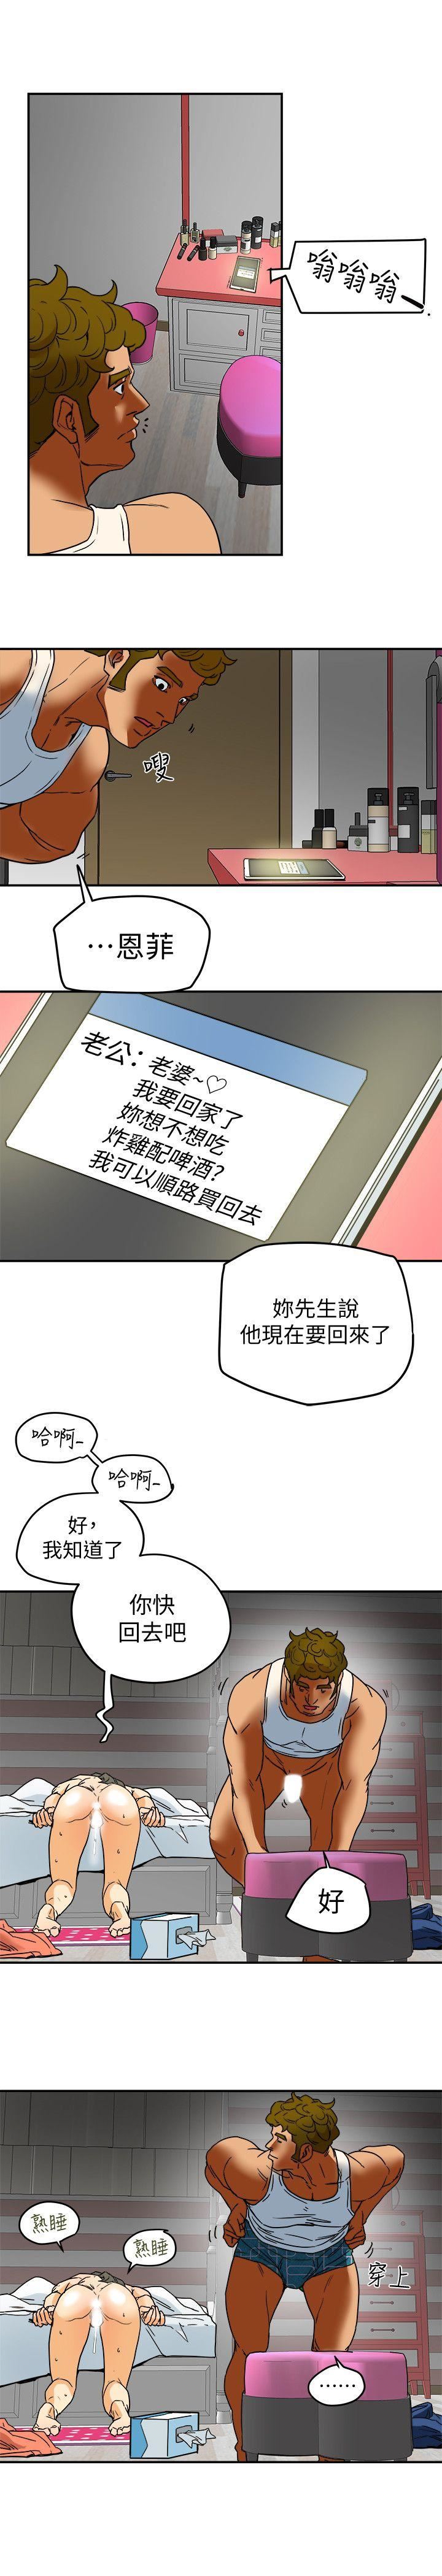 嗡嗡嗡
嗖
⋯恩菲
老公：老婆~♡
我要回家了
妳想不想吃
炸雞配啤酒?
我可以順路買回去
妳先生說
他現在要回來了
哈啊
哈啊
好，
我知道了
你快
回去吧
好
熟睡
熟睡
穿上
⋯⋯